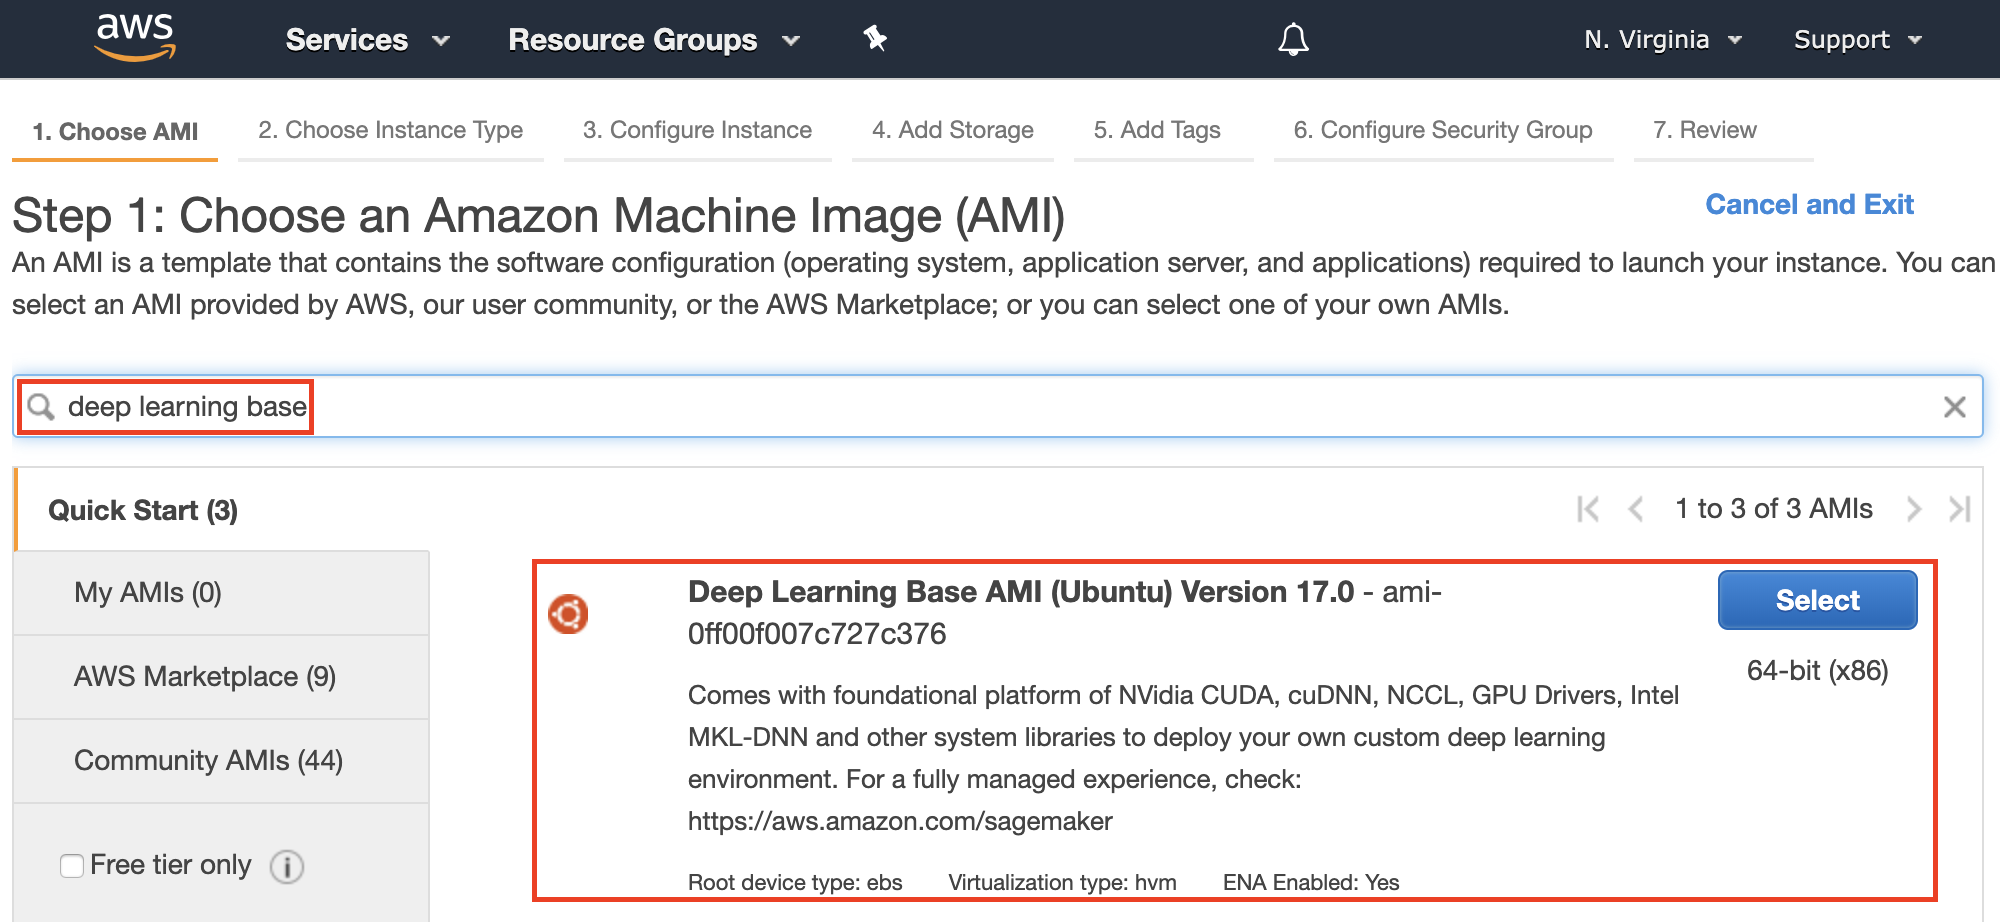 aws Services Resource Groups N. Virginia Support
1. Choose AMI 2. Choose Instance Type 3. Configure Instance 4. Add Storage 5. Add Tags 6. Configure Security Group 7. Review
Step 1: Choose an Amazon Machine Image (AMI)
Cancel and Exit
An AMI is a template that contains the software configuration (operating system, application server, and applications) required to launch your instance. You can
select an AMI provided by AWS, our user community, or the AWS Marketplace; or you can select one of your own AMIs.
deep learning base
Quick Start (3)
1 to 3 of 3 AMIs
My AMIs (0)
AWS Marketplace (9)
Community AMIs (44)
Free tier only
Deep Learning Base AMI (Ubuntu) Version 17.0 - ami-
0ff00f007c727c376
Select
64-bit (x86)
Comes with foundational platform of NVidia CUDA, cuDNN, NCCL, GPU Drivers, Intel
MKL-DNN and other system libraries to deploy your own custom deep learning
environment. For a fully managed experience, check:
https://aws.amazon.com/sagemaker
Root device type: ebs Virtualization type: hvm ENA Enabled: Yes